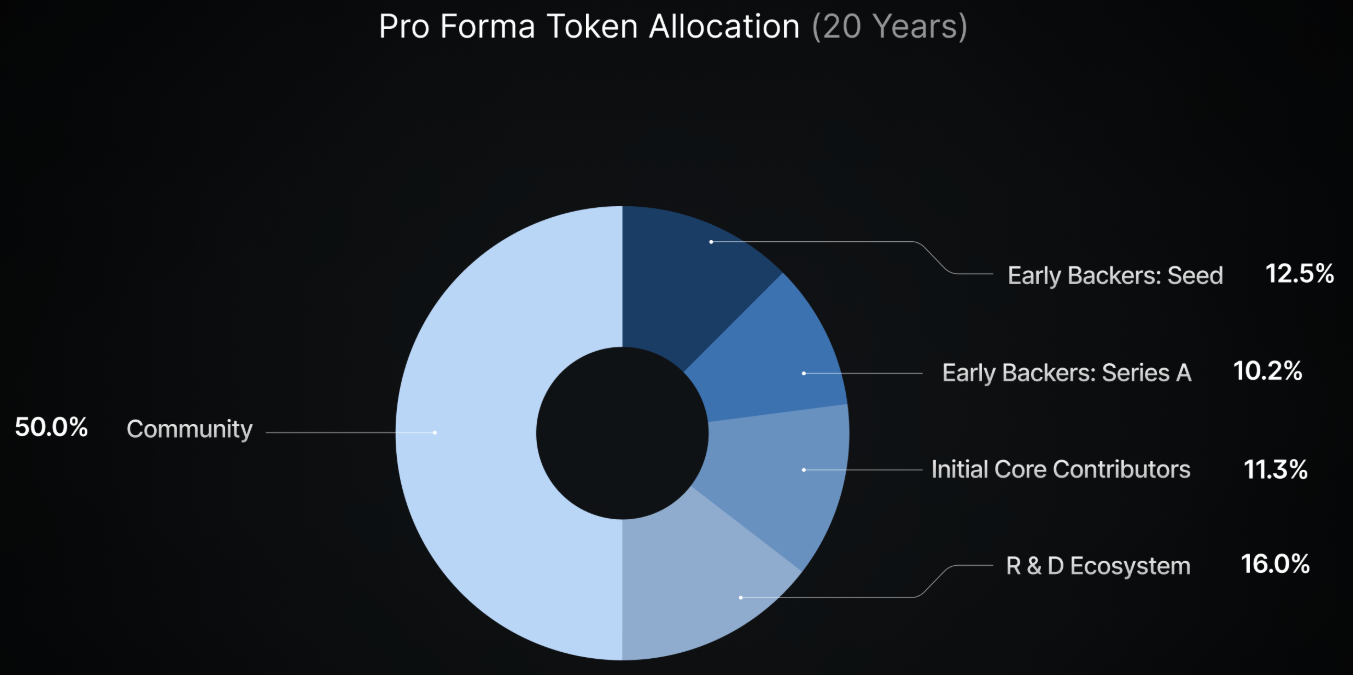 Pro Forma Token Allocation (20 Years)
Early Backers: Seed 12.5%
Early Backers: Series A 10.2%
50.0% Community
Initial Core Contributors 11.3%
R & D Ecosystem 16.0%